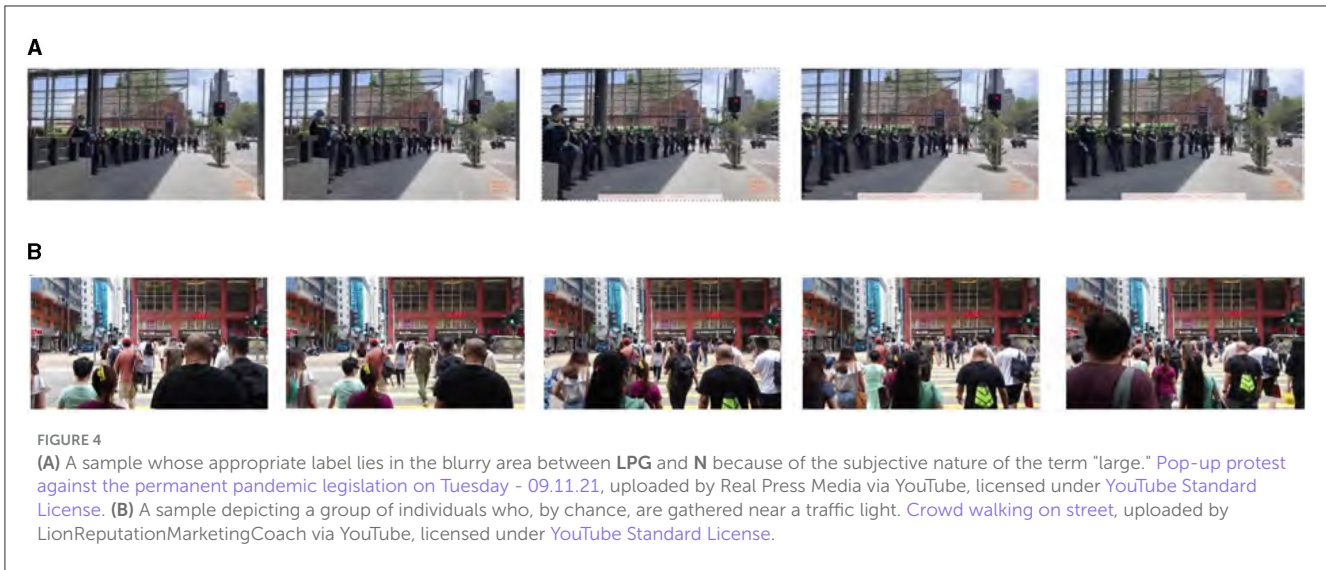 A
B
FIGURE 4
(A) A sample whose appropriate label lies in the blurry area between LPG and N because of the subjective nature of the term "large." Pop-up protest
against the permanent pandemic legislation on Tuesday - 09.11.21, uploaded by Real Press Media via YouTube, licensed under YouTube Standard
License. (B) A sample depicting a group of individuals who, by chance, are gathered near a traffic light. Crowd walking on street, uploaded by
LionReputationMarketingCoach via YouTube, licensed under YouTube Standard License.